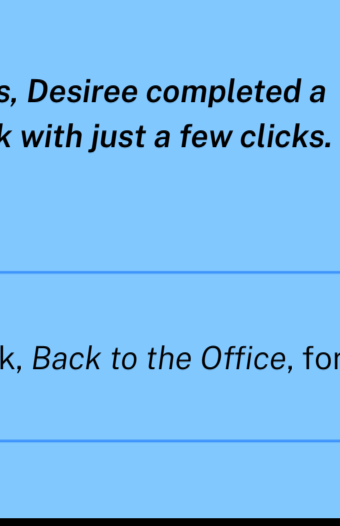 s, Desiree completed a
k with just a few clicks.
k, Back to the Office, for